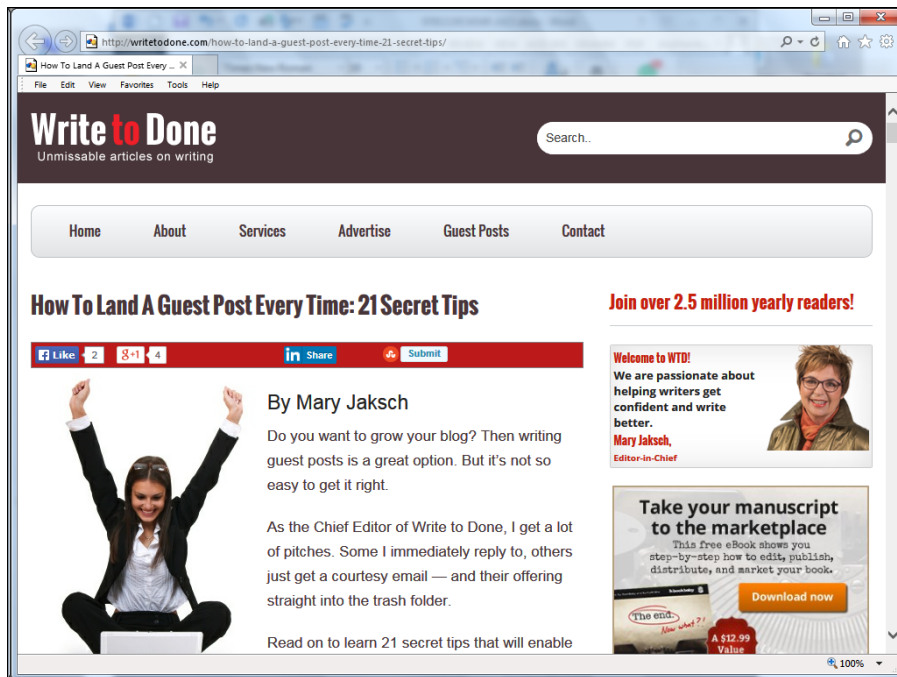 http://writetodone.com/how-to-land-a-guest-post-every-time-21-secret-tips/
How To Land A Guest Post Every ...
File Edit View Favorites Tools Help
Write to Done
Unmissable articles on writing
Search..
Home About Services Advertise Guest Posts Contact
How To Land A Guest Post Every Time: 21 Secret Tips
Like 2 g+1 4 in Share Submit
By Mary Jaksch
Do you want to grow your blog? Then writing
guest posts is a great option. But it’s not so
easy to get it right.
As the Chief Editor of Write to Done, I get a lot
of pitches. Some I immediately reply to, others
just get a courtesy email — and their offering
straight into the trash folder.
Read on to learn 21 secret tips that will enable
Join over 2.5 million yearly readers!
Welcome to WTD!
We are passionate about
helping writers get
confident and write
better.
Mary Jaksch,
Editor-in-Chief
Take your manuscript
to the marketplace
This free eBook shows you
step-by-step how to edit, publish,
distribute, and market your book.
Download now
The end.
Now what?!
A $12.99
Value
100%